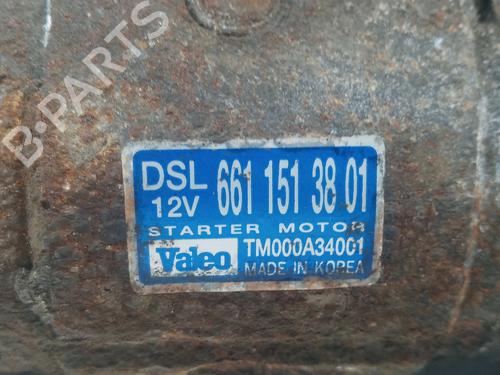 B-PARTS
DSL 661 151 38 01
12V
STARTER MOTOR
Valeo TM000A34001
MADE IN KOREA